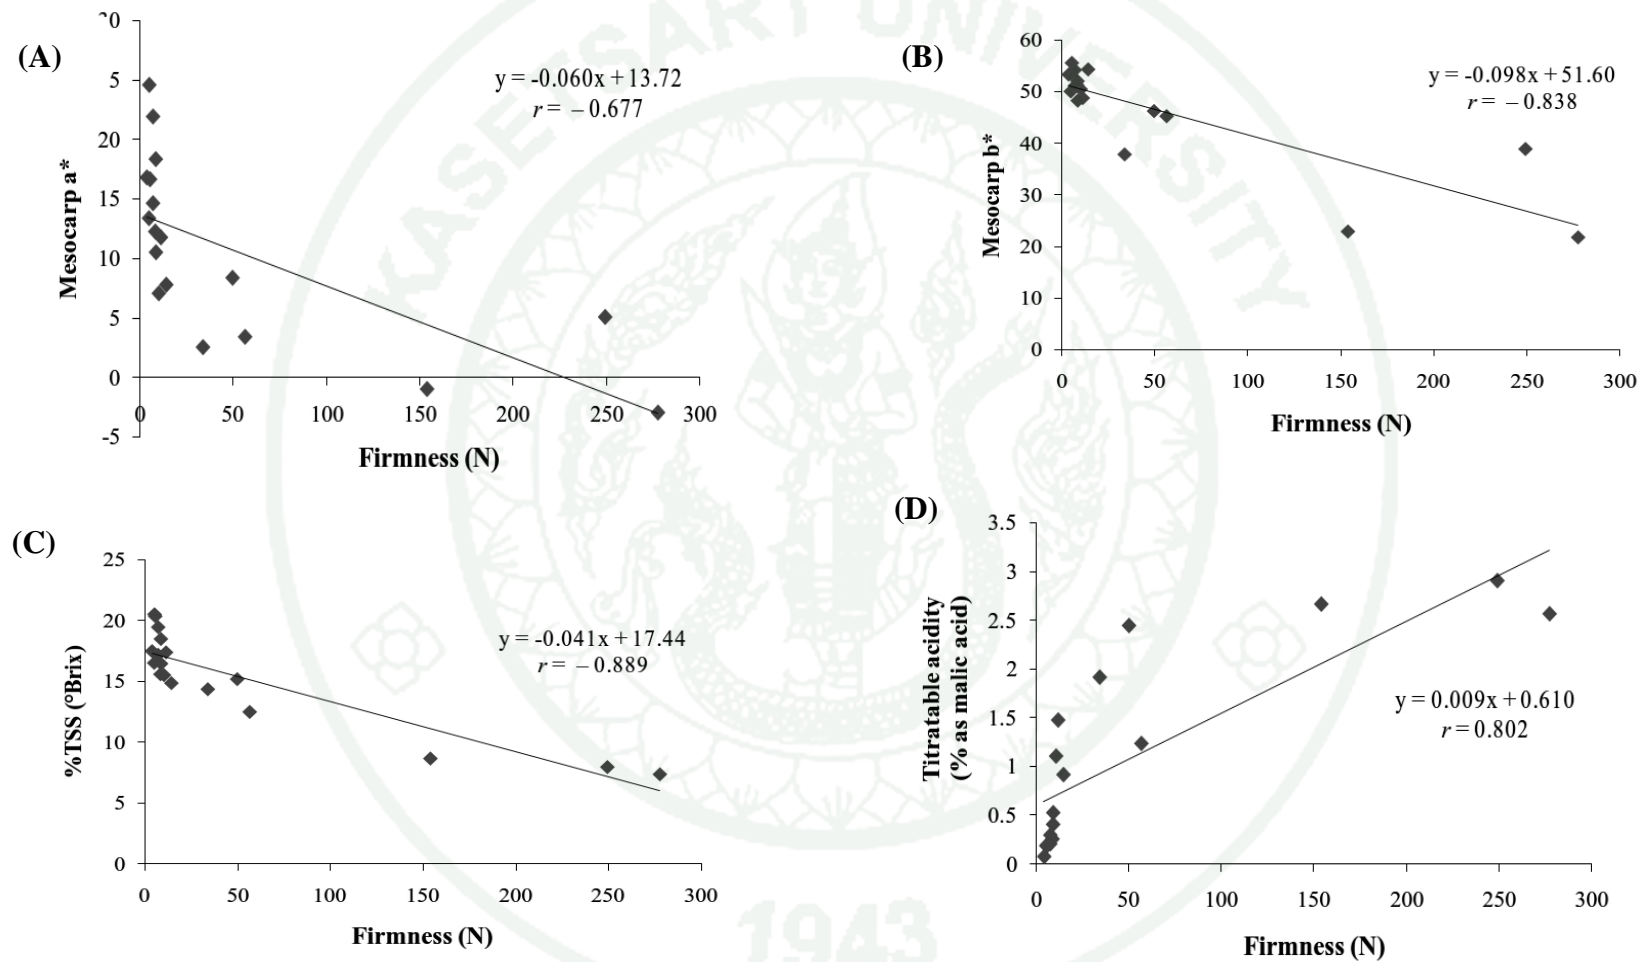 (A)
20
5
20
15
10
5
0
-5
Mesocarp a*
y = -0.060x + 13.72
r = – 0.677
0 50 100 150 200 250 300
Firmness (N)
(B)
60
50
40
30
20
10
0
Mesocarp b*
y = -0.098x + 51.60
r = – 0.838
0 50 100 150 200 250 300
Firmness (N)
(C)
25
20
15
10
5
0
%TSS (ºBrix)
y = -0.041x + 17.44
r = – 0.889
0 50 100 150 200 250 300
Firmness (N)
(D)
3.5
3
2.5
2
1.5
1
0.5
0
Titratable acidity
(% as malic acid)
y = 0.009x + 0.610
r = 0.802
0 50 100 150 200 250 300
Firmness (N)
KASETSART UNIVERSITY
1943